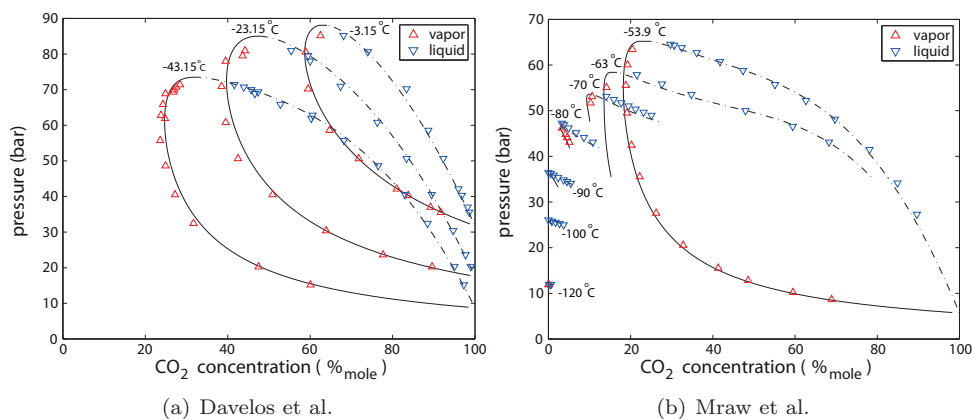 90
80
70
60
50
40
30
20
10
0
0 20 40 60 80 100
pressure (bar)
CO2 concentration ( %mole)
-43.15°C
-23.15°C
-3.15°C
vapor
liquid
(a) Davelos et al.
70
60
50
40
30
20
10
0
0 20 40 60 80 100
pressure (bar)
CO2 concentration ( %mole)
-53.9°C
-63°C
-70°C
-80°C
-90°C
-100°C
-120°C
vapor
liquid
(b) Mraw et al.